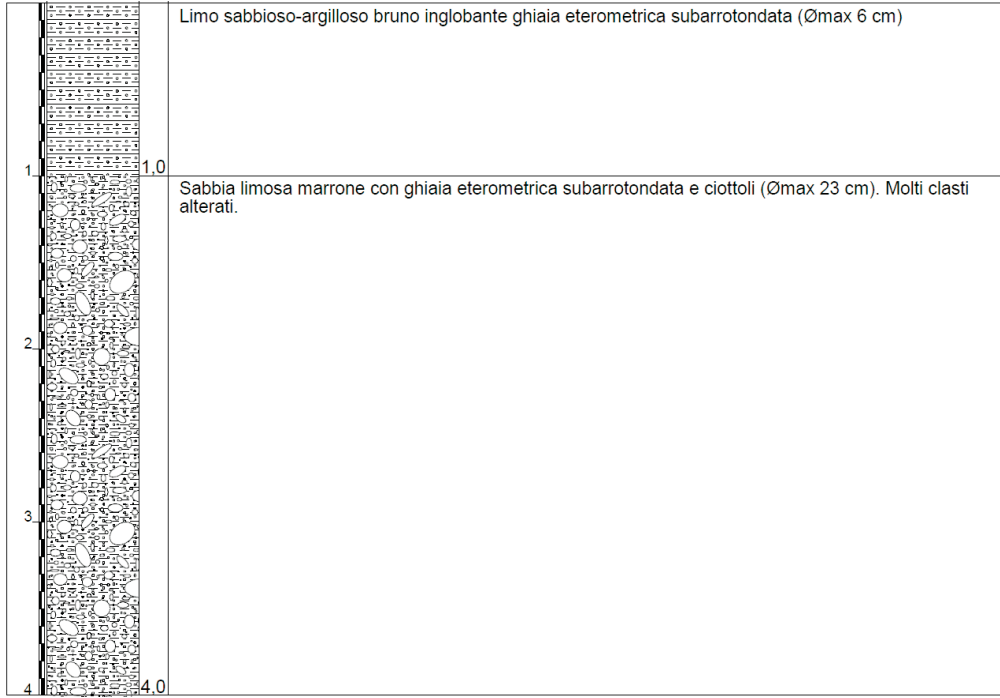 Limo sabbioso-argilloso bruno inglobante ghiaia eterometrica subarrotondata (Ømax 6 cm)
1
1,0
Sabbia limosa marrone con ghiaia eterometrica subarrotondata e ciottoli (Ømax 23 cm). Molti clasti
alterati.
2
3
4
4,0